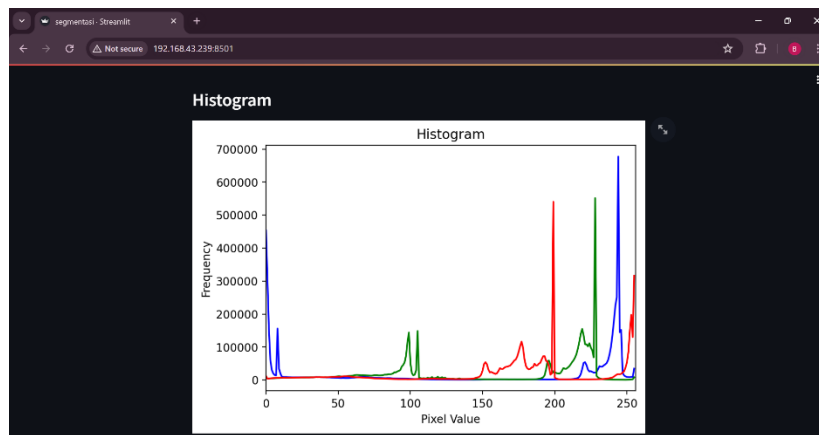 segmentasi · Streamlit
Not secure 192.168.43.239:8501
B
Histogram
Histogram
700000
600000
500000
400000
300000
200000
100000
0
Frequency
0 50 100 150 200 250
Pixel Value